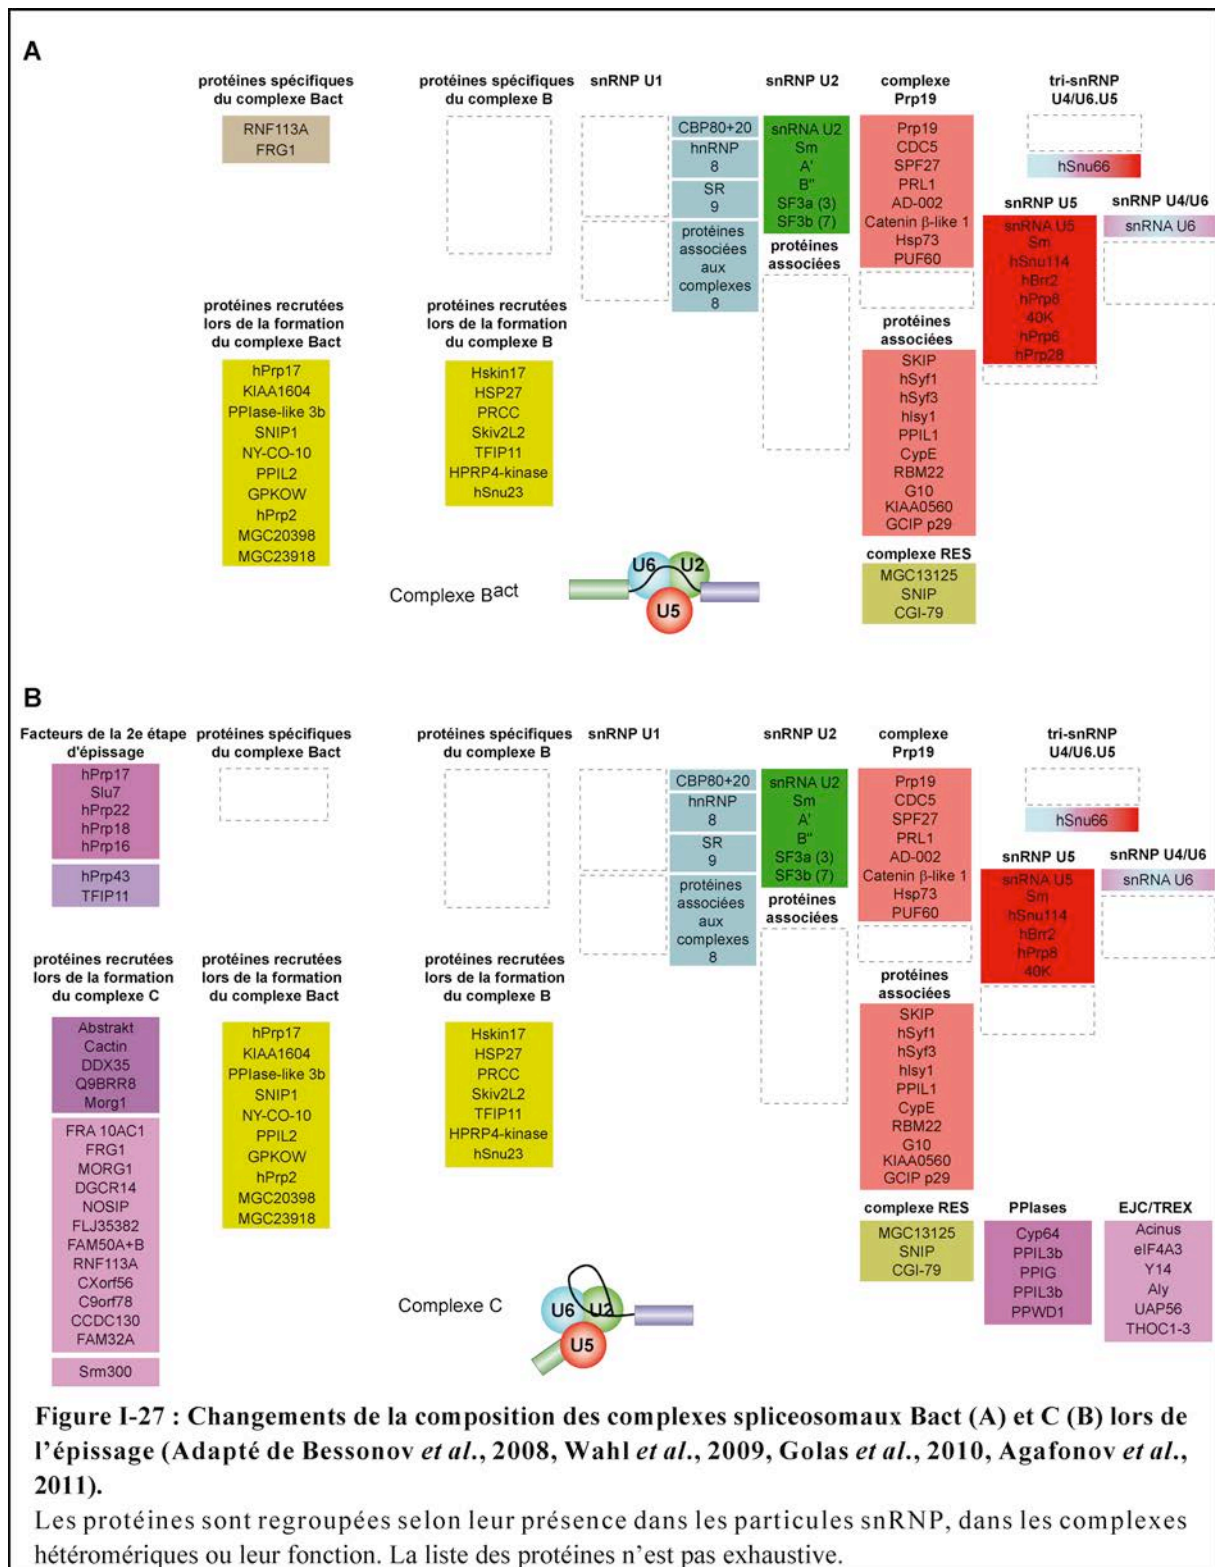 A
protéines spécifiques
du complexe Bact
RNF113A
FRG1
protéines spécifiques
du complexe B
snRNP U1
CBP80+20
hnRNP
8
SR
9
protéines
associées
aux
complexes
8
snRNP U2
snRNA U2
Sm
A'
B"
SF3a (3)
SF3b (7)
protéines
associées
complexe
Prp19
Prp19
CDC5
SPF27
PRL1
AD-002
Catenin β-like 1
Hsp73
PUF60
tri-snRNP
U4/U6.U5
hSnu66
snRNP U5
snRNA U5
Sm
hSnu114
hBrr2
hPrp8
40K
hPrp6
hPrp28
snRNP U4/U6
snRNA U6
protéines recrutées
lors de la formation
du complexe Bact
hPrp17
KIAA1604
PPIase-like 3b
SNIP1
NY-CO-10
PPIL2
GPKOW
hPrp2
MGC20398
MGC23918
protéines recrutées
lors de la formation
du complexe B
Hskin17
HSP27
PRCC
Skiv2L2
TFIP11
HPRP4-kinase
hSnu23
protéines
associées
SKIP
hSyf1
hSyf3
hIsy1
PPIL1
CypE
RBM22
G10
KIAA0560
GCIP p29
complexe RES
MGC13125
SNIP
CGI-79
Complexe Bact
U6
U2
U5
B
Facteurs de la 2e étape
d'épissage
hPrp17
Slu7
hPrp22
hPrp18
hPrp16
hPrp43
TFIP11
protéines spécifiques
du complexe Bact
protéines spécifiques
du complexe B
snRNP U1
CBP80+20
hnRNP
8
SR
9
protéines
associées
aux
complexes
8
snRNP U2
snRNA U2
Sm
A'
B"
SF3a (3)
SF3b (7)
protéines
associées
complexe
Prp19
Prp19
CDC5
SPF27
PRL1
AD-002
Catenin β-like 1
Hsp73
PUF60
tri-snRNP
U4/U6.U5
hSnu66
snRNP U5
snRNA U5
Sm
hSnu114
hBrr2
hPrp8
40K
snRNP U4/U6
snRNA U6
protéines recrutées
lors de la formation
du complexe C
Abstrakt
Cactin
DDX35
Q9BRR8
Morg1
FRA 10AC1
FRG1
MORG1
DGCR14
NOSIP
FLJ35382
FAM50A+B
RNF113A
CXorf56
C9orf78
CCDC130
FAM32A
Srm300
protéines recrutées
lors de la formation
du complexe Bact
hPrp17
KIAA1604
PPIase-like 3b
SNIP1
NY-CO-10
PPIL2
GPKOW
hPrp2
MGC20398
MGC23918
protéines recrutées
lors de la formation
du complexe B
Hskin17
HSP27
PRCC
Skiv2L2
TFIP11
HPRP4-kinase
hSnu23
protéines
associées
SKIP
hSyf1
hSyf3
hIsy1
PPIL1
CypE
RBM22
G10
KIAA0560
GCIP p29
complexe RES
MGC13125
SNIP
CGI-79
PPIases
Cyp64
PPIL3b
PPIG
PPIL3b
PPWD1
EJC/TREX
Acinus
eIF4A3
Y14
Aly
UAP56
THOC1-3
Complexe C
U6
U2
U5
Figure I-27 : Changements de la composition des complexes spliceosomaux Bact (A) et C (B) lors de
l'épissage (Adapté de Bessonov et al., 2008, Wahl et al., 2009, Golas et al., 2010, Agafonov et al.,
2011).
Les protéines sont regroupées selon leur présence dans les particules snRNP, dans les complexes
hétéromériques ou leur fonction. La liste des protéines n'est pas exhaustive.